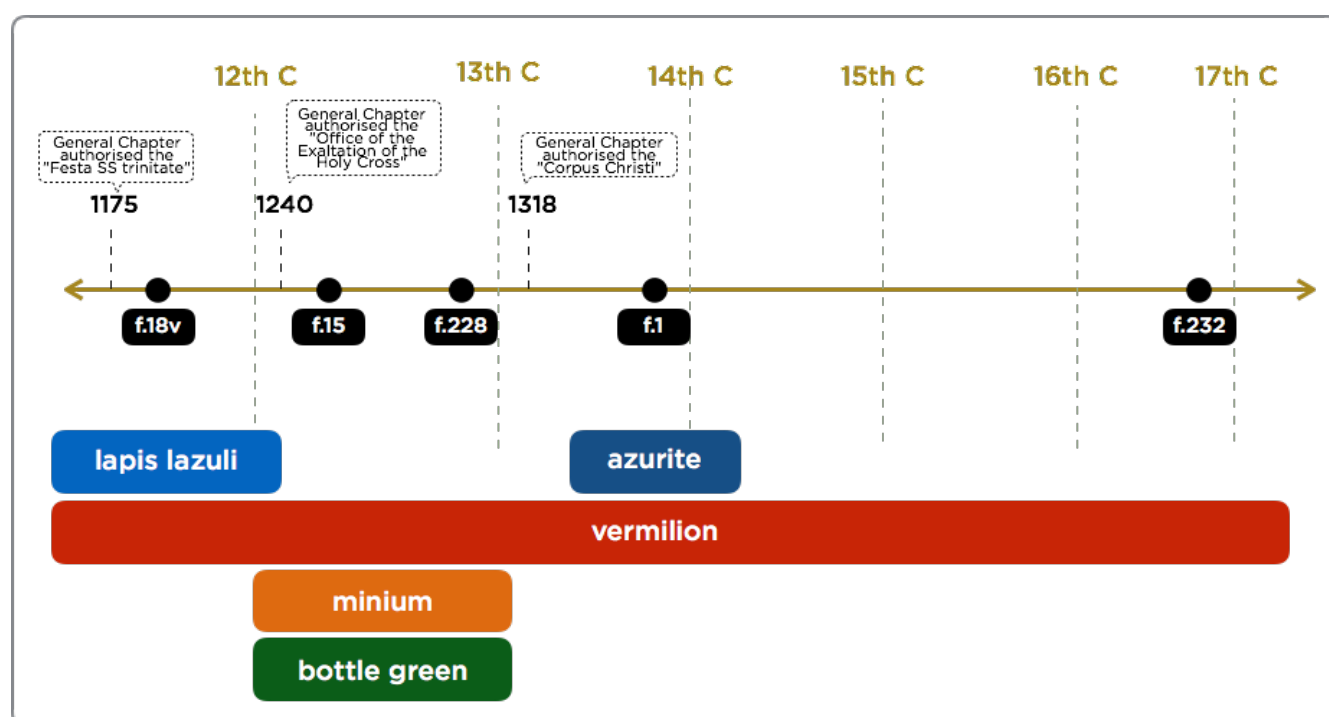 12th C
13th C
14th C
15th C
16th C
17th C
General Chapter
authorised the
"Festa SS trinitate"
General Chapter
authorised the
"Office of the
Exaltation of the
Holy Cross"
General Chapter
authorised the
"Corpus Christi"
1175
1240
1318
f.18v
f.15
f.228
f.1
f.232
lapis lazuli
azurite
vermilion
minium
bottle green